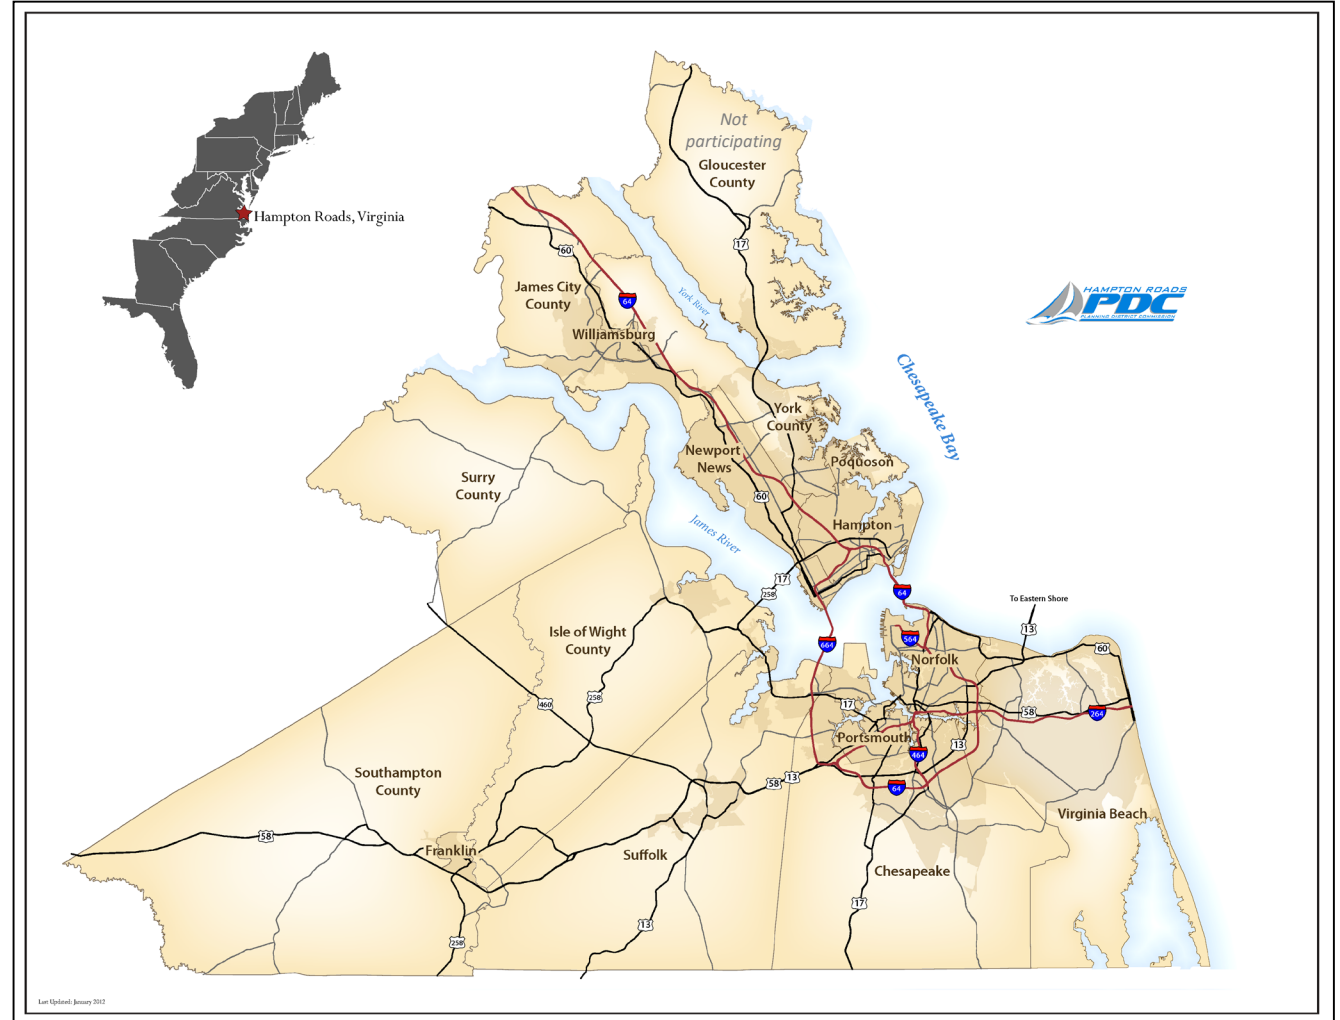 Not
participating
Gloucester
County
17
Hampton Roads, Virginia
60
James City
County
64
York River
HAMPTON ROADS
PDC
PLANNING DISTRICT COMMISSION
Williamsburg
Chesapeake Bay
York
County
Newport
News
Poquoson
Surry
County
60
Hampton
James River
17
258
64
To Eastern Shore
13
Isle of Wight
County
664
564
Norfolk
60
258
460
17
58
264
Portsmouth
13
464
Southampton
County
58
13
64
Virginia Beach
58
Franklin
Suffolk
Chesapeake
17
13
258
Last Updated: January 2012